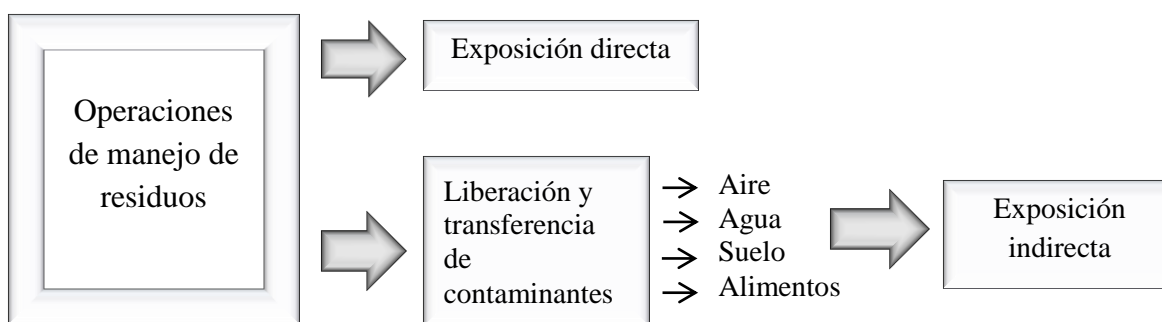 Operaciones
de manejo de
residuos
Exposición directa
Liberación y
transferencia
de
contaminantes
Aire
Agua
Suelo
Alimentos
Exposición
indirecta